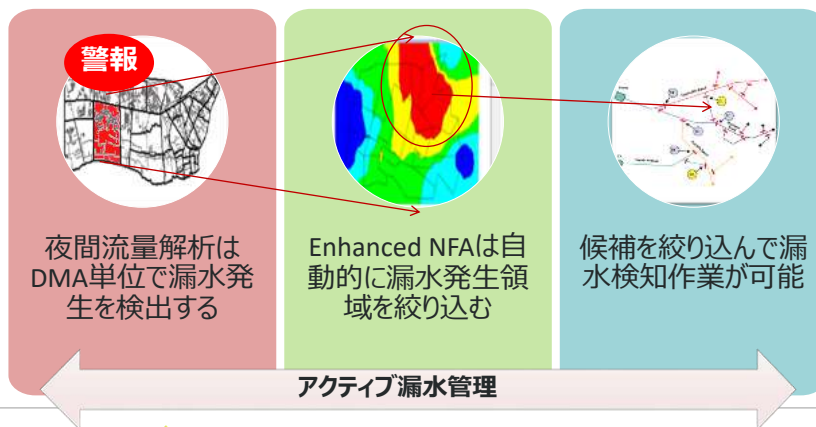 警報
夜間流量解析は
DMA単位で漏水発
生を検出する
Enhanced NFAは自
動的に漏水発生領
域を絞り込む
候補を絞り込んで漏
水検知作業が可能
アクティブ漏水管理